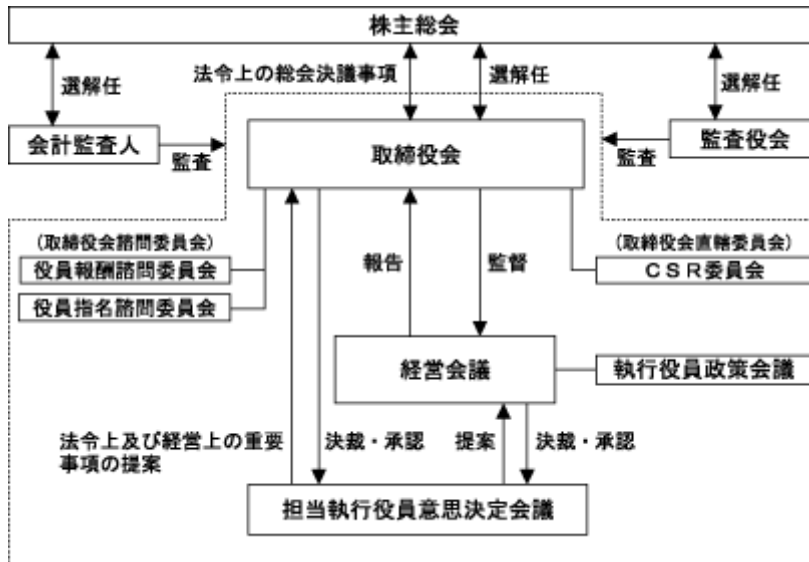 株主総会
選解任
法令上の総会決議事項
選解任
選解任
会計監査人
監査
取締役会
監査
監査役会
(取締役会諮問委員会)
役員報酬諮問委員会
役員指名諮問委員会
報告
監督
(取締役会直轄委員会)
CSR委員会
経営会議
執行役員政策会議
法令上及び経営上の重要
事項の提案
決裁・承認
提案
決裁・承認
担当執行役員意思決定会議